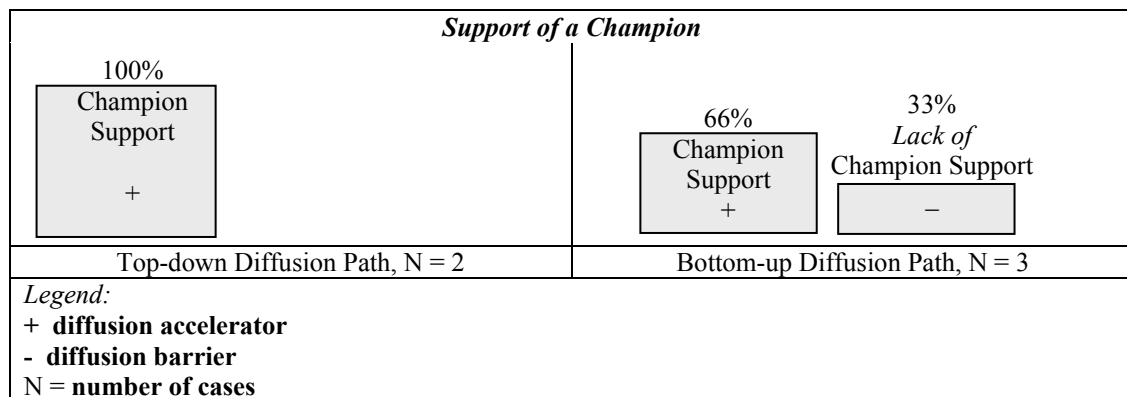 Support of a Champion
100%
Champion
Support
+
66%
Champion
Support
+
33%
Lack of
Champion Support
−
Top-down Diffusion Path, N = 2
Bottom-up Diffusion Path, N = 3
Legend:
+ diffusion accelerator
- diffusion barrier
N = number of cases